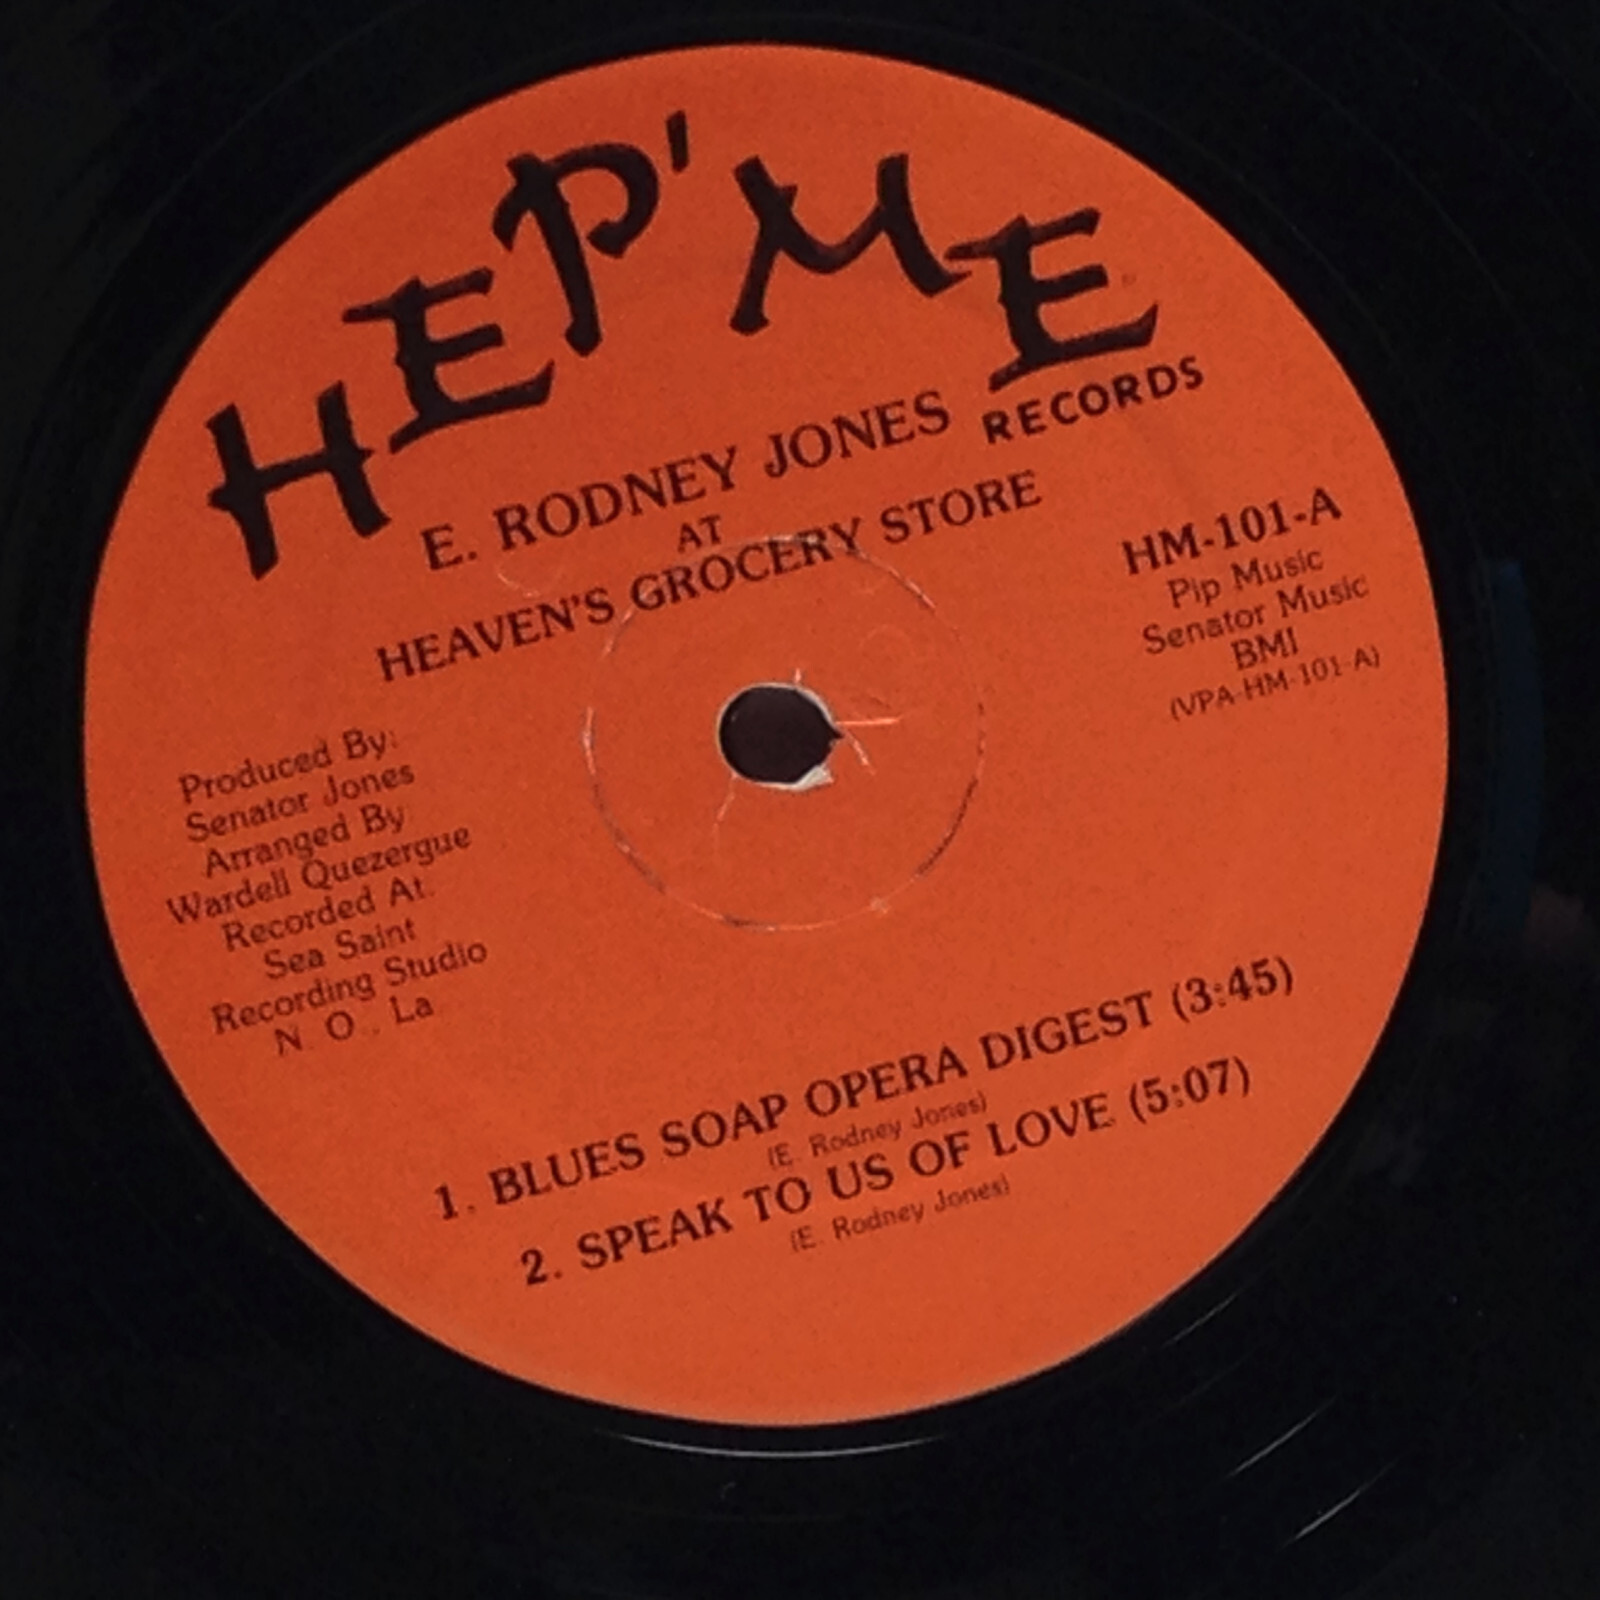 HEP'ME
RECORDS
E. RODNEY JONES
AT
HEAVEN'S GROCERY STORE
HM-101-A
Pip Music
Senator Music
BMI
(VPA-HM-101-A)
Produced By:
Senator Jones
Arranged By
Wardell Quezergue
Recorded At.
Sea Saint
Recording Studio
N. O., La
1. BLUES SOAP OPERA DIGEST (3:45)
(E. Rodney Jones)
2. SPEAK TO US OF LOVE (5:07)
(E. Rodney Jones)